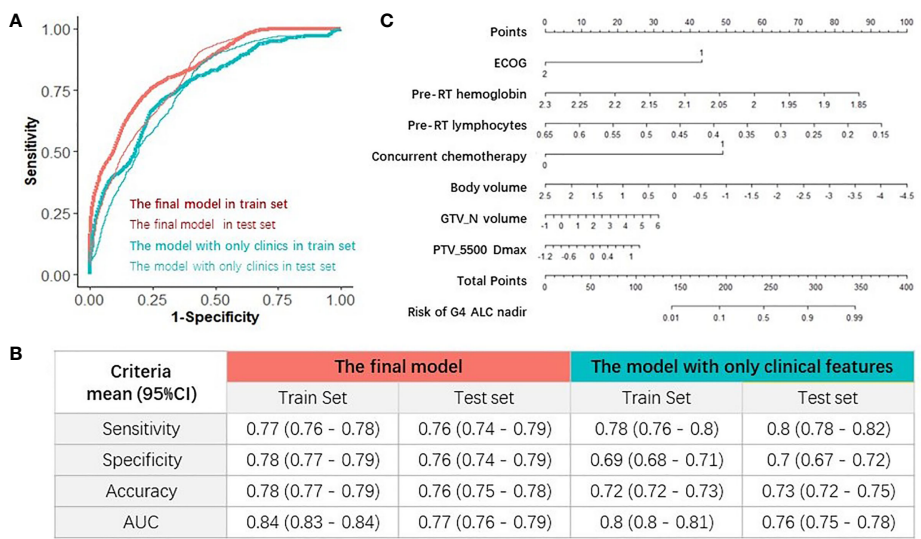 A
1.00
0.75
0.50
0.25
0.00
Sensitivity
The final model in train set
The final model in test set
The model with only clinics in train set
The model with only clinics in test set
0.00 0.25 0.50 0.75 1.00
1-Specificity
C
Points
0 10 20 30 40 50 60 70 80 90 100
ECOG
1
2
Pre-RT hemoglobin
2.3 2.25 2.2 2.15 2.1 2.05 2 1.95 1.9 1.85
Pre-RT lymphocytes
0.65 0.6 0.55 0.5 0.45 0.4 0.35 0.3 0.25 0.2 0.15
Concurrent chemotherapy
1
0
Body volume
2.5 2 1.5 1 0.5 0 -0.5 -1 -1.5 -2 -2.5 -3 -3.5 -4 -4.5
GTV_N volume
-1 0 1 2 3 4 5 6
PTV_5500 Dmax
-1.2 -0.6 0 0.4 1
Total Points
0 50 100 150 200 250 300 350 400
Risk of G4 ALC nadir
0.01 0.1 0.5 0.9 0.99
B
Criteria
mean (95%CI)
The final model The model with only clinical features
Train Set Test set Train Set Test set
Sensitivity 0.77 (0.76 - 0.78) 0.76 (0.74 - 0.79) 0.78 (0.76 - 0.8) 0.8 (0.78 - 0.82)
Specificity 0.78 (0.77 - 0.79) 0.76 (0.74 - 0.79) 0.69 (0.68 - 0.71) 0.7 (0.67 - 0.72)
Accuracy 0.78 (0.77 - 0.79) 0.76 (0.75 - 0.78) 0.72 (0.72 - 0.73) 0.73 (0.72 - 0.75)
AUC 0.84 (0.83 - 0.84) 0.77 (0.76 - 0.79) 0.8 (0.8 - 0.81) 0.76 (0.75 - 0.78)